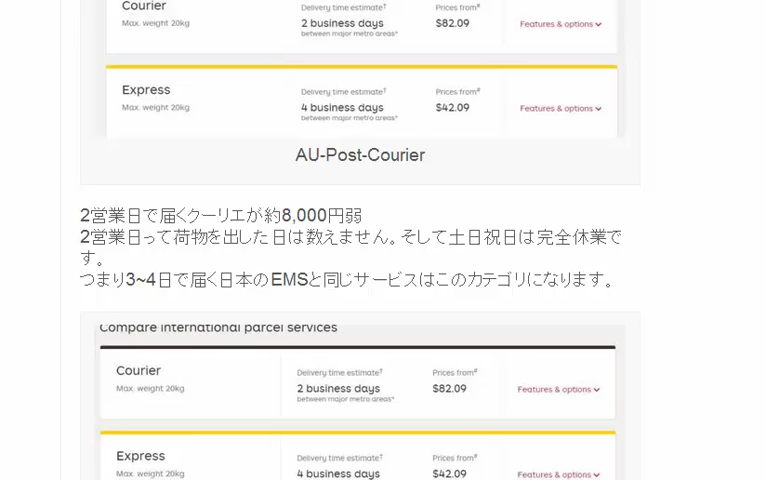 Courier
Delivery time estimate†
Prices from#
Max. weight 20kg
2 business days
$82.09
Features & options
between major metro areas*
Express
Delivery time estimate†
Prices from#
Max. weight 20kg
4 business days
$42.09
Features & options
between major metro areas*
AU-Post-Courier
2営業日で届くクーリエが約8,000円弱
2営業日って荷物を出した日は数えません。そして土日祝日は完全休業で
す。
つまり3~4日で届く日本のEMSと同じサービスはこのカテゴリになります。
Compare international parcel services
Courier
Delivery time estimate†
Prices from#
Max. weight 20kg
2 business days
$82.09
Features & options
between major metro areas*
Express
Delivery time estimate†
Prices from#
Max. weight 20kg
4 business days
$42.09
Features & options